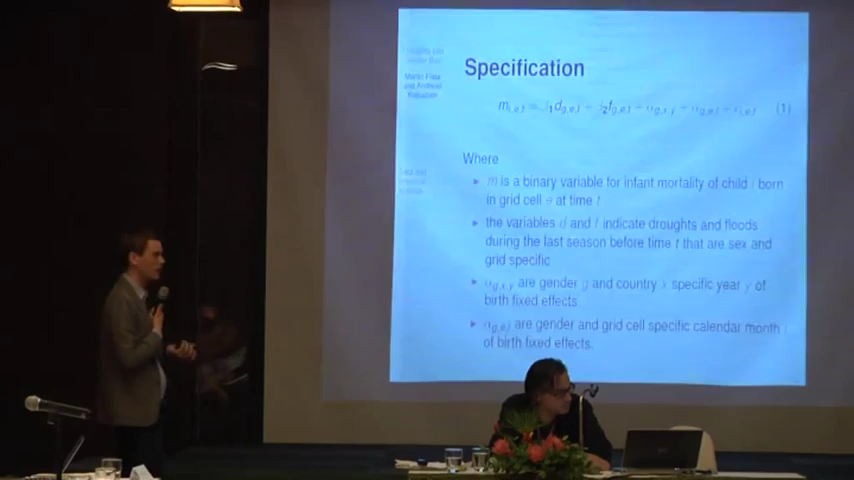 Specification
Where
m is a binary variable for infant mortality of child i born
in grid cell e at time t
the variables d and f indicate droughts and floods
during the last season before time t that are sex and
grid specific
are gender g and country x specific year y of
birth fixed effects
are gender and grid cell specific calendar month
of birth fixed effects.